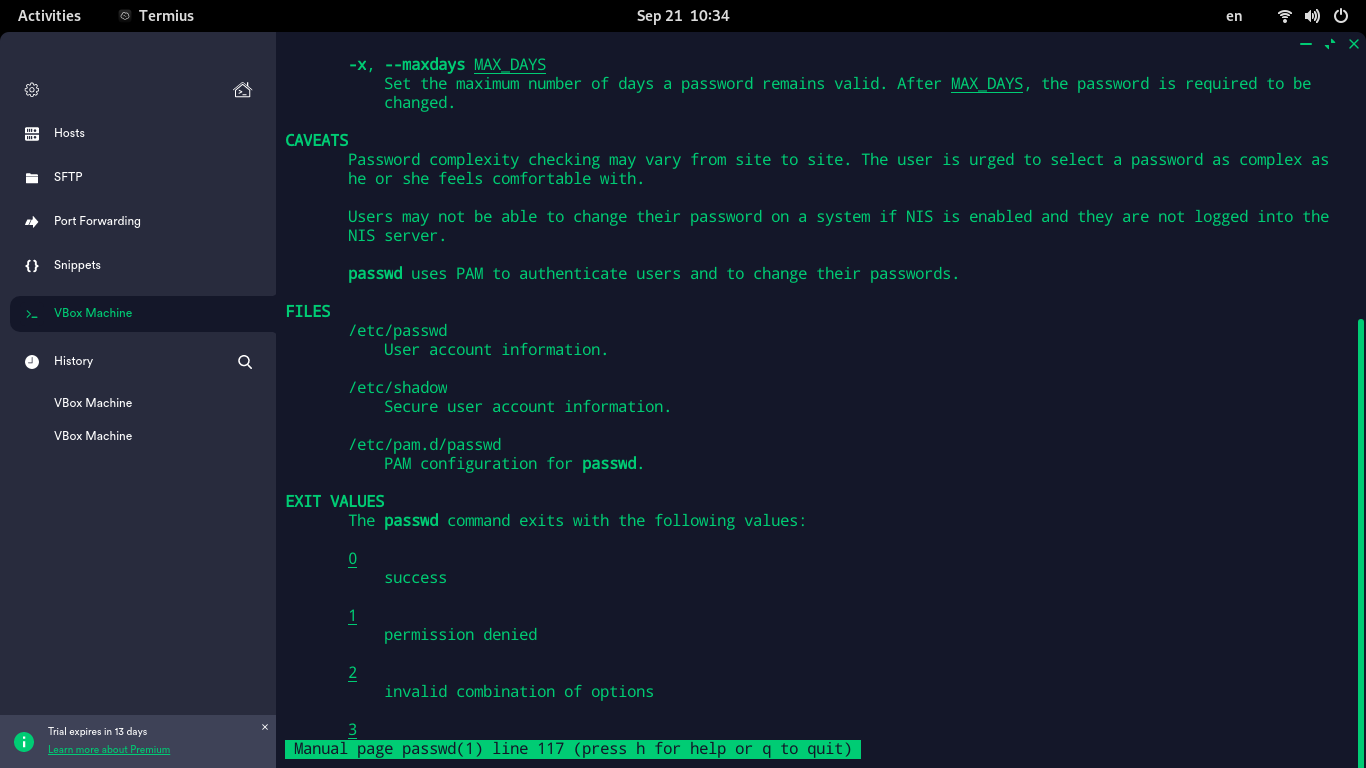 Activities
Termius
Sep 21 10:34
en
Hosts
SFTP
Port Forwarding
Snippets
VBox Machine
History
VBox Machine
VBox Machine
Trial expires in 13 days
Learn more about Premium
-x, --maxdays MAX_DAYS
Set the maximum number of days a password remains valid. After MAX_DAYS, the password is required to be
changed.
CAVEATS
Password complexity checking may vary from site to site. The user is urged to select a password as complex as
he or she feels comfortable with.
Users may not be able to change their password on a system if NIS is enabled and they are not logged into the
NIS server.
passwd uses PAM to authenticate users and to change their passwords.
FILES
/etc/passwd
User account information.
/etc/shadow
Secure user account information.
/etc/pam.d/passwd
PAM configuration for passwd.
EXIT VALUES
The passwd command exits with the following values:
0
success
1
permission denied
2
invalid combination of options
3
Manual page passwd(1) line 117 (press h for help or q to quit)